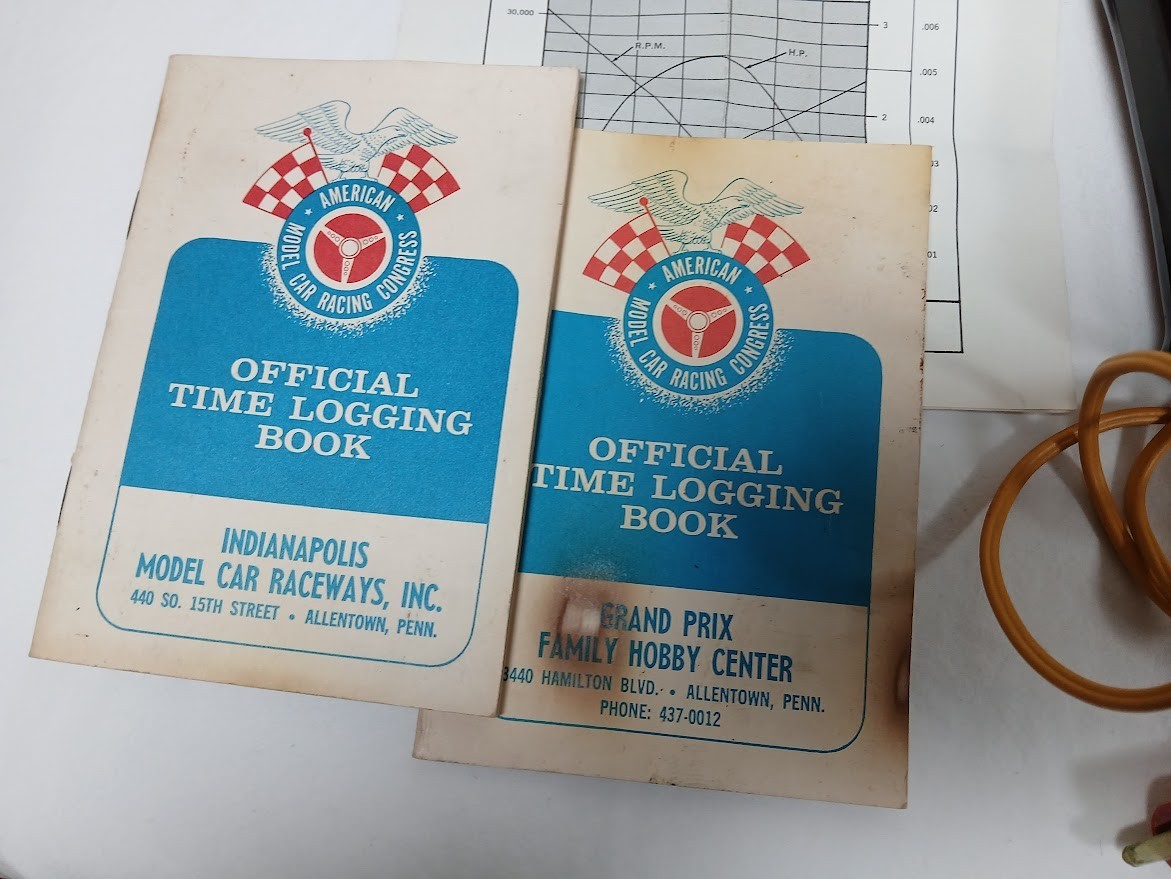 30,000
R.P.M.
H.P.
3
.006
.005
2
.004
AMERICAN
MODEL CAR RACING CONGRESS
OFFICIAL
TIME LOGGING
BOOK
INDIANAPOLIS
MODEL CAR RACEWAYS, INC.
440 SO. 15TH STREET • ALLENTOWN, PENN.
AMERICAN
MODEL CAR RACING CONGRESS
OFFICIAL
TIME LOGGING
BOOK
GRAND PRIX
FAMILY HOBBY CENTER
3440 HAMILTON BLVD. • ALLENTOWN, PENN.
PHONE: 437-0012